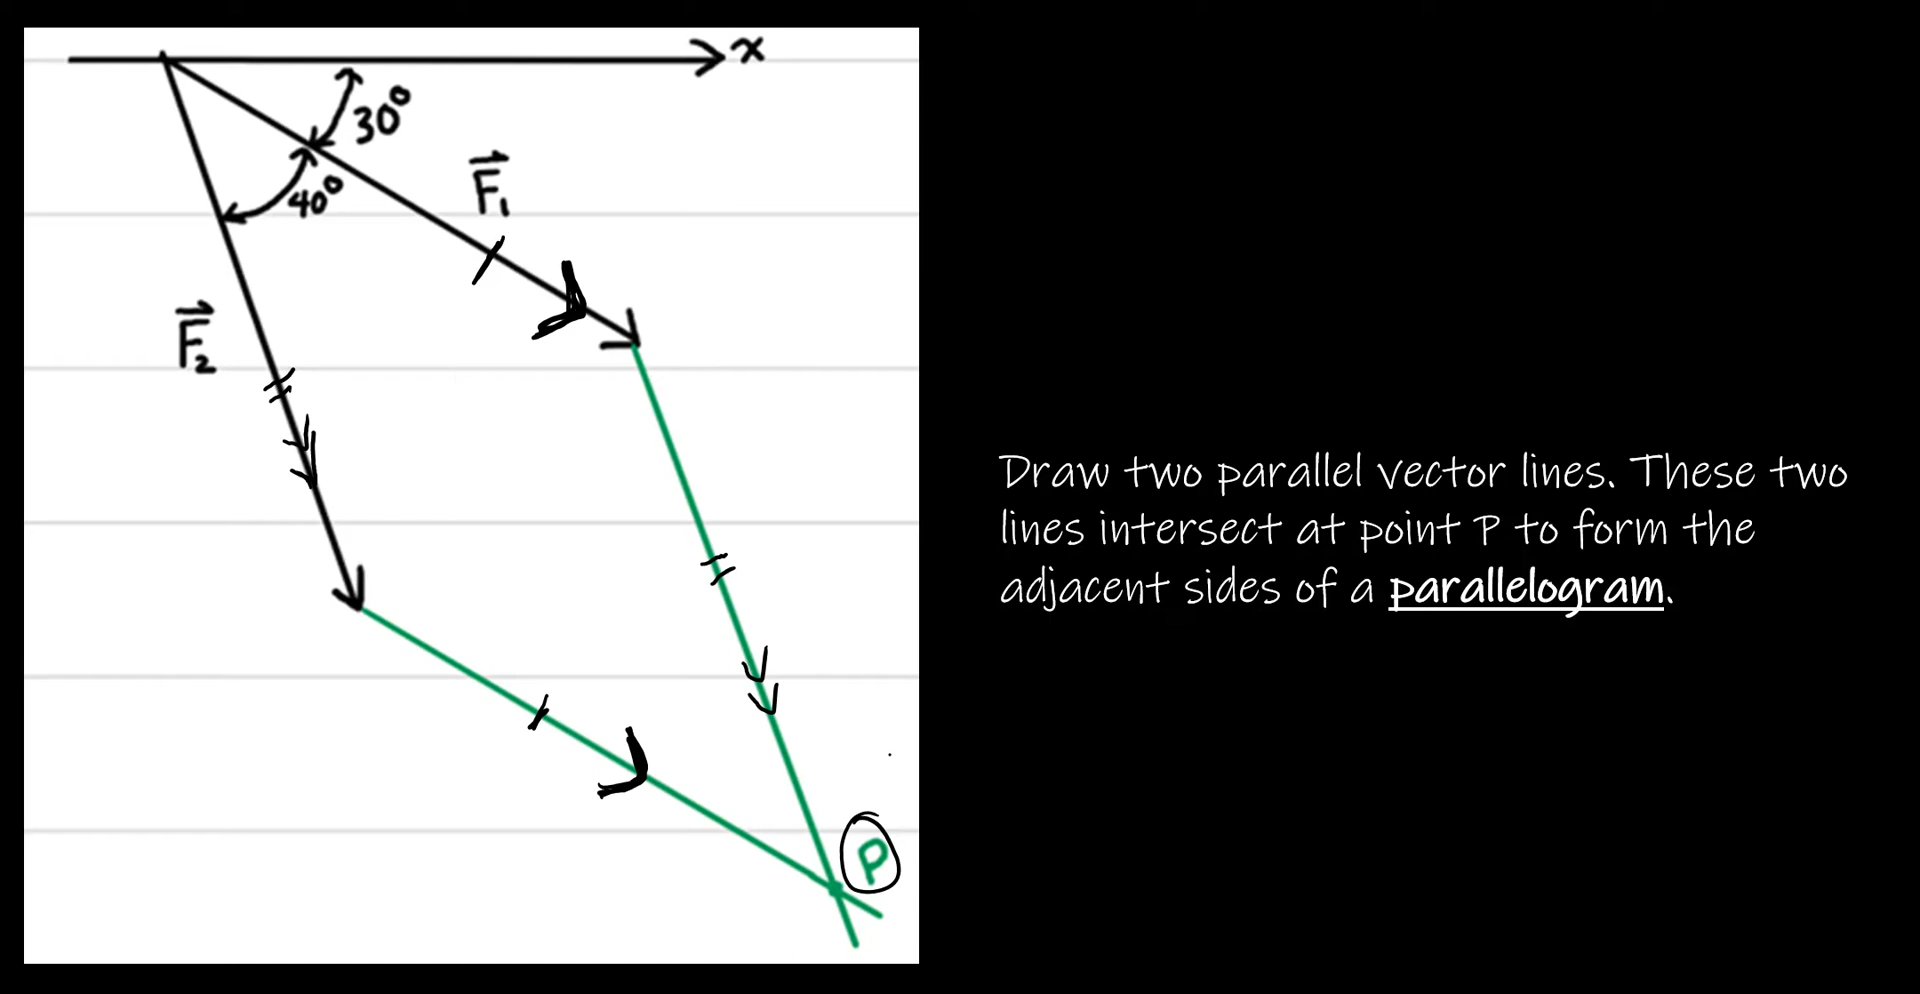 x
30°
F₁
40°
F₂
P
Draw two parallel vector lines. These two
lines intersect at point P to form the
adjacent sides of a parallelogram.